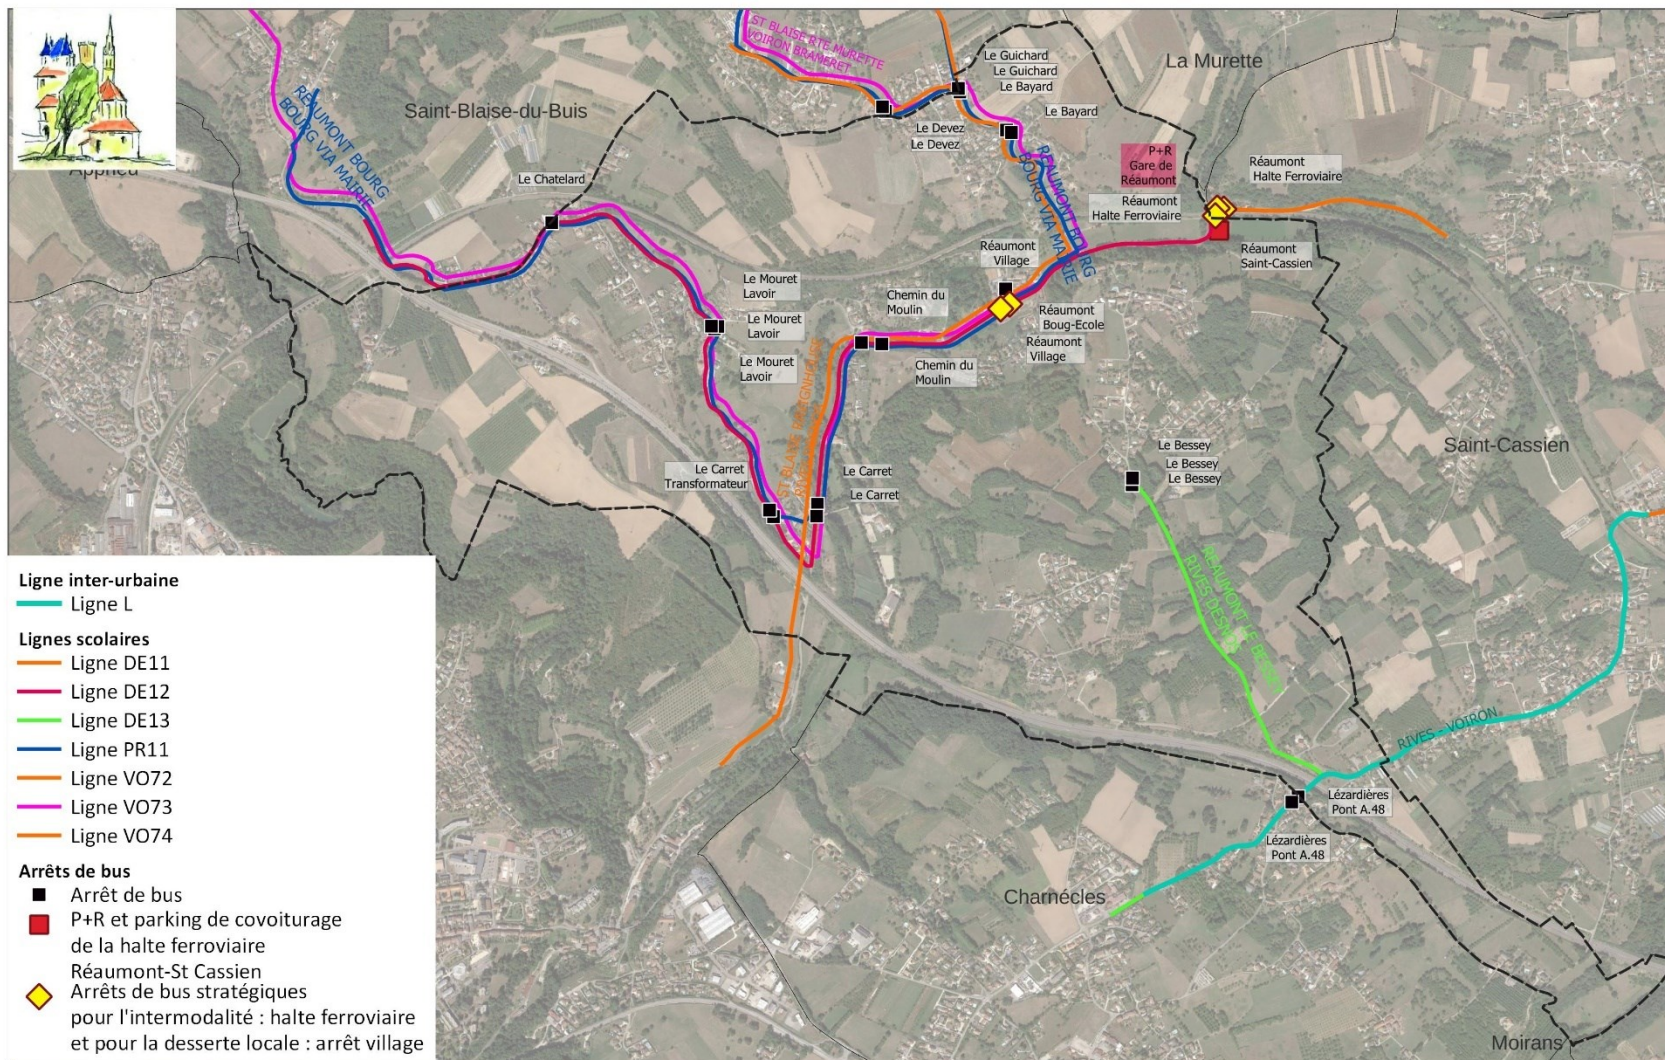 ST BLAISE RTE MURETTE
VOIRON BRAMERET
Le Guichard
Le Guichard
Le Bayard
La Murette
Saint-Blaise-du-Buis
RÉAUMONT BOURG
BOURG VIA MAIRIE
Le Bayard
Le Devez
Le Devez
P+R
Gare de
Réaumont
Réaumont
Halte Ferroviaire
Apprieu
Le Chatelard
RÉAUMONT BOURG
BOURG VIA MAIRIE
Réaumont
Halte Ferroviaire
Réaumont
Village
Réaumont
Saint-Cassien
Le Mouret
Lavoir
Chemin du
Moulin
Réaumont
Boug-Ecole
Le Mouret
Lavoir
Réaumont
Village
Le Mouret
Lavoir
Chemin du
Moulin
Saint-Cassien
Le Bessey
Le Bessey
Le Bessey
Le Carret
Transformateur
Le Carret
Le Carret
REAUMONT LE BESSEY
RIVES DESNOS
RIVES - VOIRON
Lézardières
Pont A.48
Lézardières
Pont A.48
Charnécles
Moirans
Ligne inter-urbaine
Ligne L
Lignes scolaires
Ligne DE11
Ligne DE12
Ligne DE13
Ligne PR11
Ligne VO72
Ligne VO73
Ligne VO74
Arrêts de bus
Arrêt de bus
P+R et parking de covoiturage
de la halte ferroviaire
Réaumont-St Cassien
Arrêts de bus stratégiques
pour l'intermodalité : halte ferroviaire
et pour la desserte locale : arrêt village